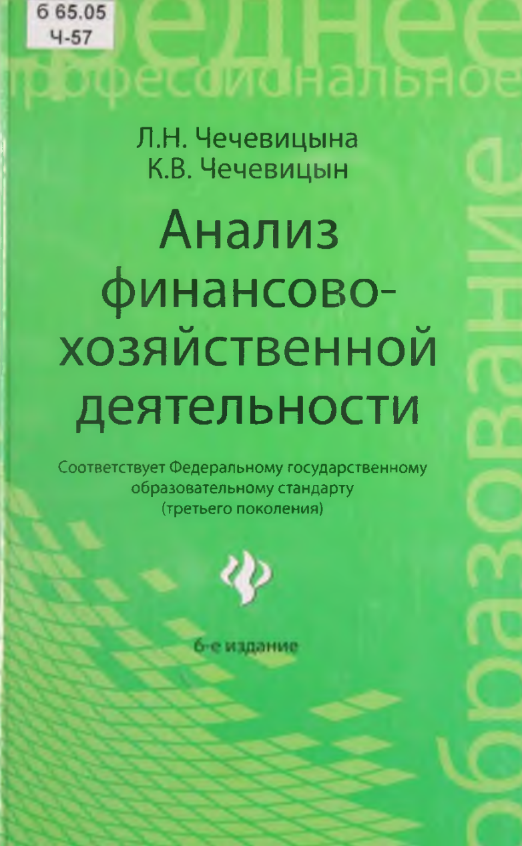 б 65.05
Ч-57
среднее
профессиональное
образование
Л.Н. Чечевицына
К.В. Чечевицын
Анализ
финансово-
хозяйственной
деятельности
Соответствует Федеральному государственному
образовательному стандарту
(третьего поколения)
6-е издание